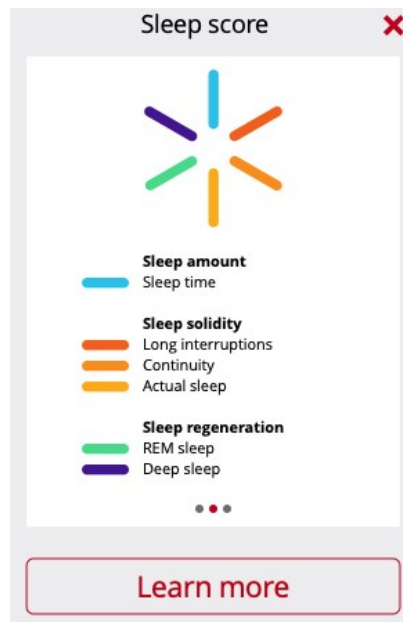 Sleep score
Sleep amount
Sleep time
Sleep solidity
Long interruptions
Continuity
Actual sleep
Sleep regeneration
REM sleep
Deep sleep
Learn more